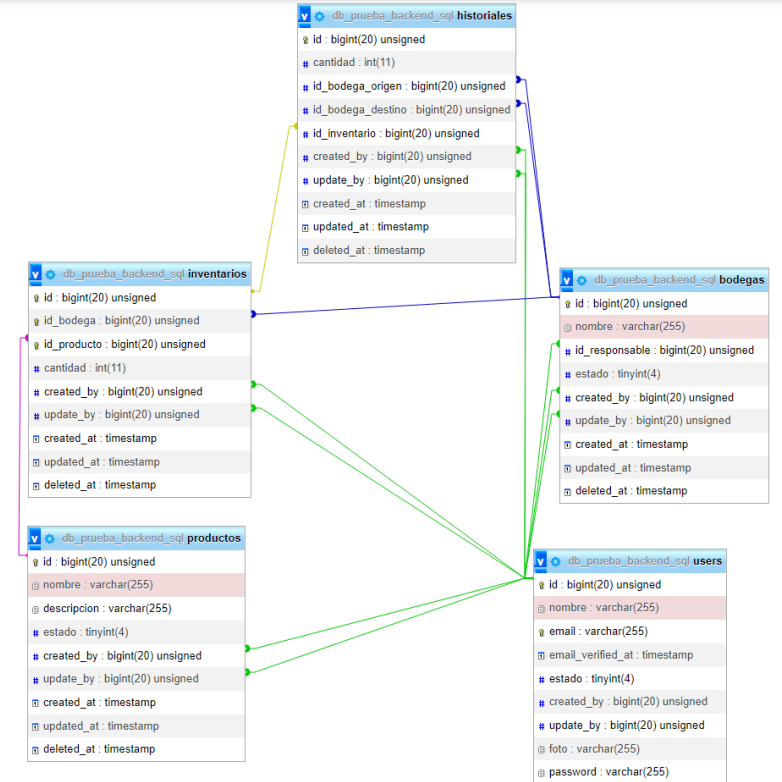 db_prueba_backend_sql historiales
id : bigint(20) unsigned
cantidad : int(11)
id_bodega_origen : bigint(20) unsigned
id_bodega_destino : bigint(20) unsigned
id_inventario : bigint(20) unsigned
created_by : bigint(20) unsigned
update_by : bigint(20) unsigned
created_at : timestamp
updated_at : timestamp
deleted_at : timestamp
db_prueba_backend_sql inventarios
id : bigint(20) unsigned
id_bodega : bigint(20) unsigned
id_producto : bigint(20) unsigned
cantidad : int(11)
created_by : bigint(20) unsigned
update_by : bigint(20) unsigned
created_at : timestamp
updated_at : timestamp
deleted_at : timestamp
db_prueba_backend_sql bodegas
id : bigint(20) unsigned
nombre : varchar(255)
id_responsable : bigint(20) unsigned
estado : tinyint(4)
created_by : bigint(20) unsigned
update_by : bigint(20) unsigned
created_at : timestamp
updated_at : timestamp
deleted_at : timestamp
db_prueba_backend_sql productos
id : bigint(20) unsigned
nombre : varchar(255)
descripcion : varchar(255)
estado : tinyint(4)
created_by : bigint(20) unsigned
update_by : bigint(20) unsigned
created_at : timestamp
updated_at : timestamp
deleted_at : timestamp
db_prueba_backend_sql users
id : bigint(20) unsigned
nombre : varchar(255)
email : varchar(255)
email_verified_at : timestamp
estado : tinyint(4)
created_by : bigint(20) unsigned
update_by : bigint(20) unsigned
foto : varchar(255)
password : varchar(255)